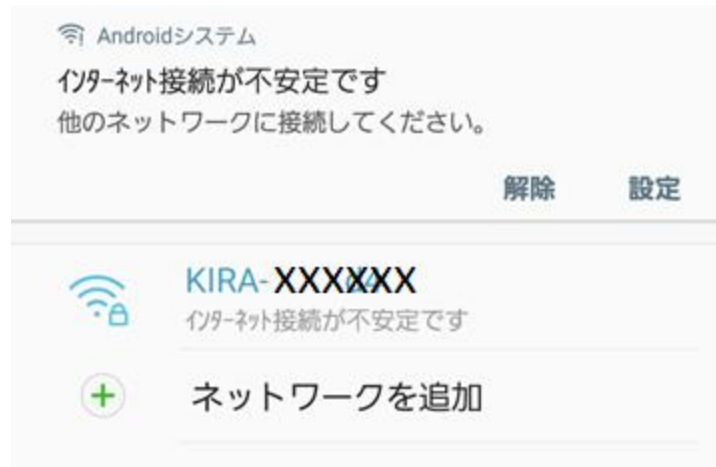 Androidシステム
ｲﾝﾀｰﾈｯﾄ接続が不安定です
他のネットワークに接続してください。
解除 設定
KIRA-XXXXXX
ｲﾝﾀｰﾈｯﾄ接続が不安定です
ネットワークを追加